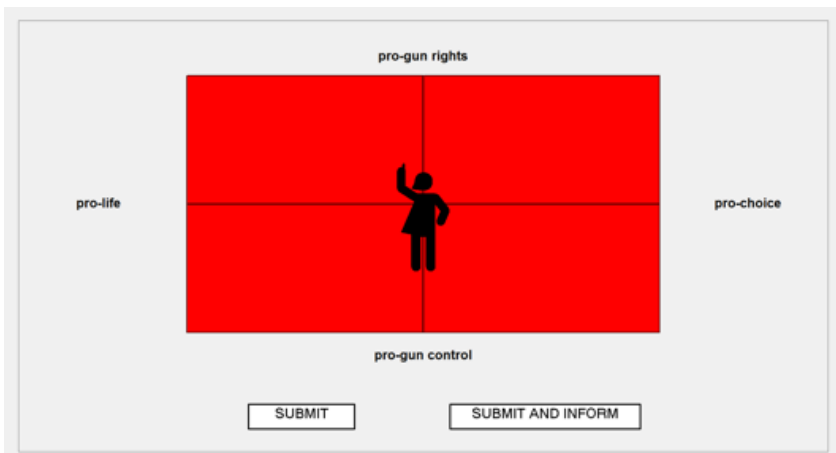 pro-gun rights
pro-life
pro-choice
pro-gun control
SUBMIT
SUBMIT AND INFORM